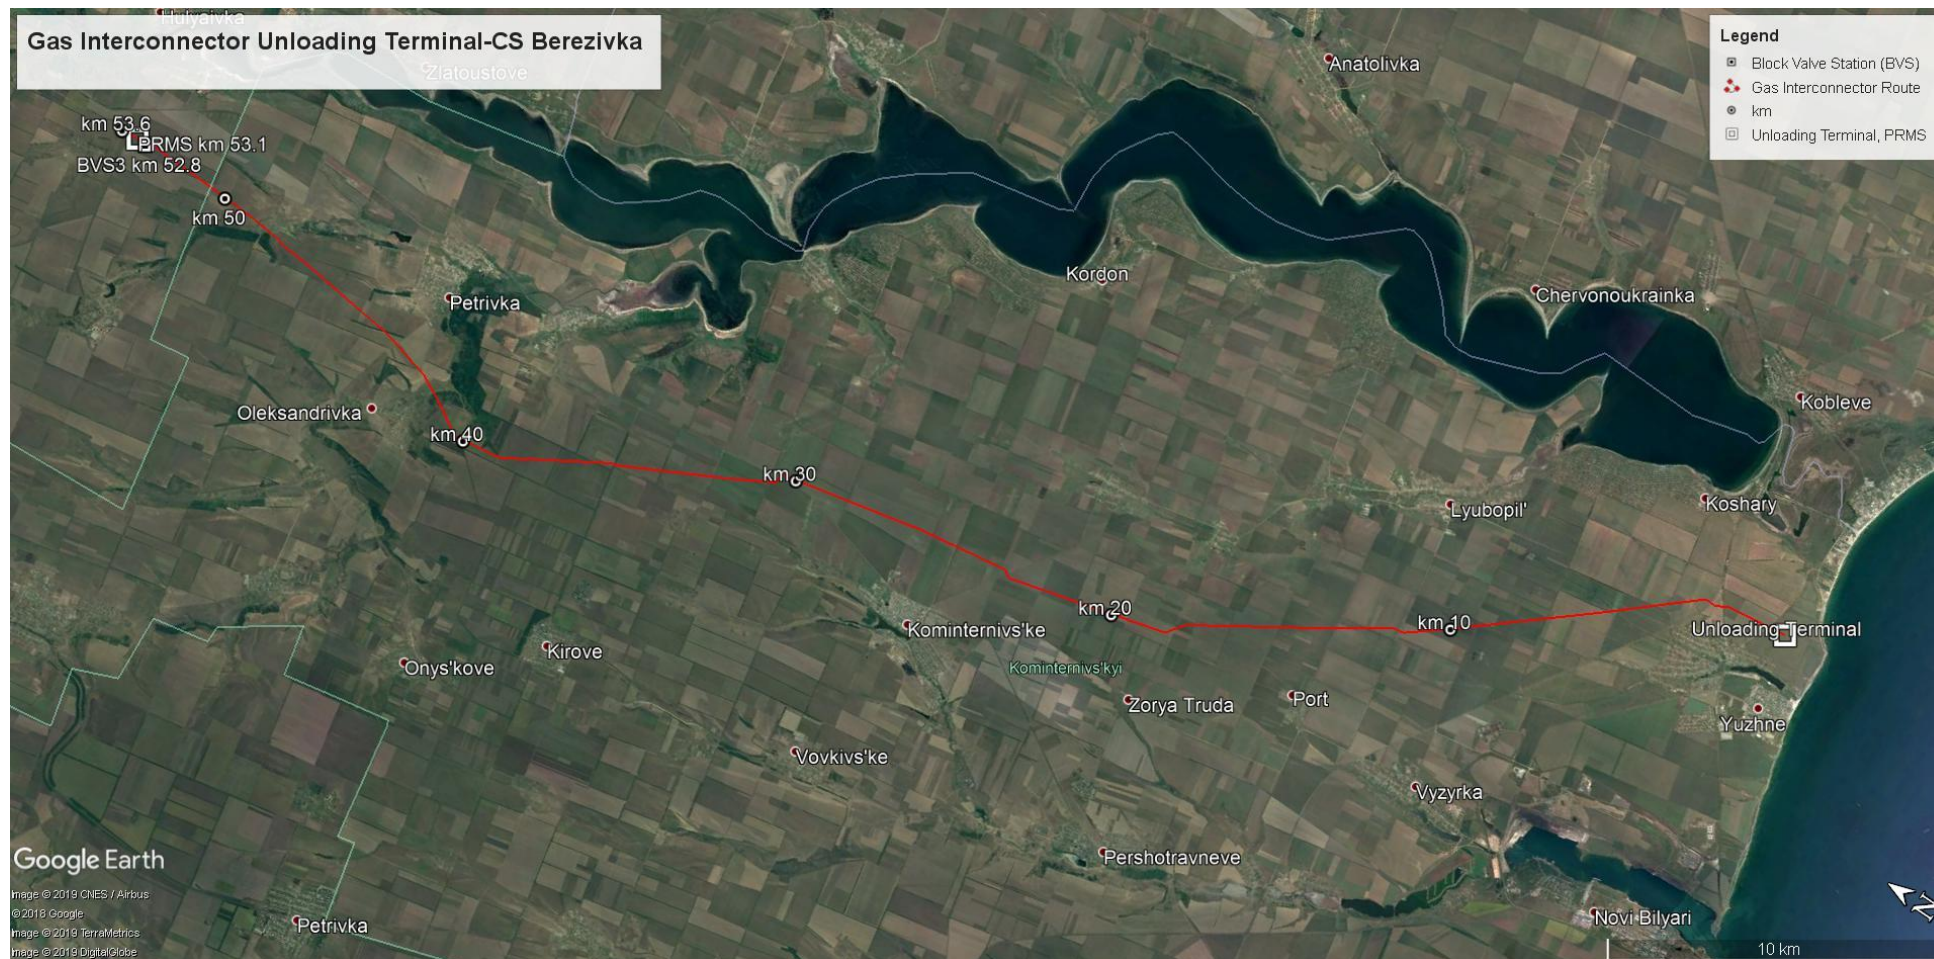 Hulyaivka
Gas Interconnector Unloading Terminal-CS Berezivka
Zlatoustove
Legend
Block Valve Station (BVS)
Gas Interconnector Route
km
Unloading Terminal, PRMS
Anatolivka
km 53.6
PRMS km 53.1
BVS3 km 52.8
km 50
Kordon
Petrivka
Chervonoukrainka
Oleksandrivka
Kobleve
km 40
km 30
Lyubopil'
Koshary
km 20
km 10
Kominternivs'ke
Unloading Terminal
Kirove
Onys'kove
Kominternivs'kyi
Zorya Truda
Port
Yuzhne
Vovkivs'ke
Vyzyrka
Pershotravneve
Google Earth
Image © 2019 CNES / Airbus
© 2018 Google
Image © 2019 TerraMetrics
Image © 2019 DigitalGlobe
Petrivka
Novi Bilyari
N
10 km